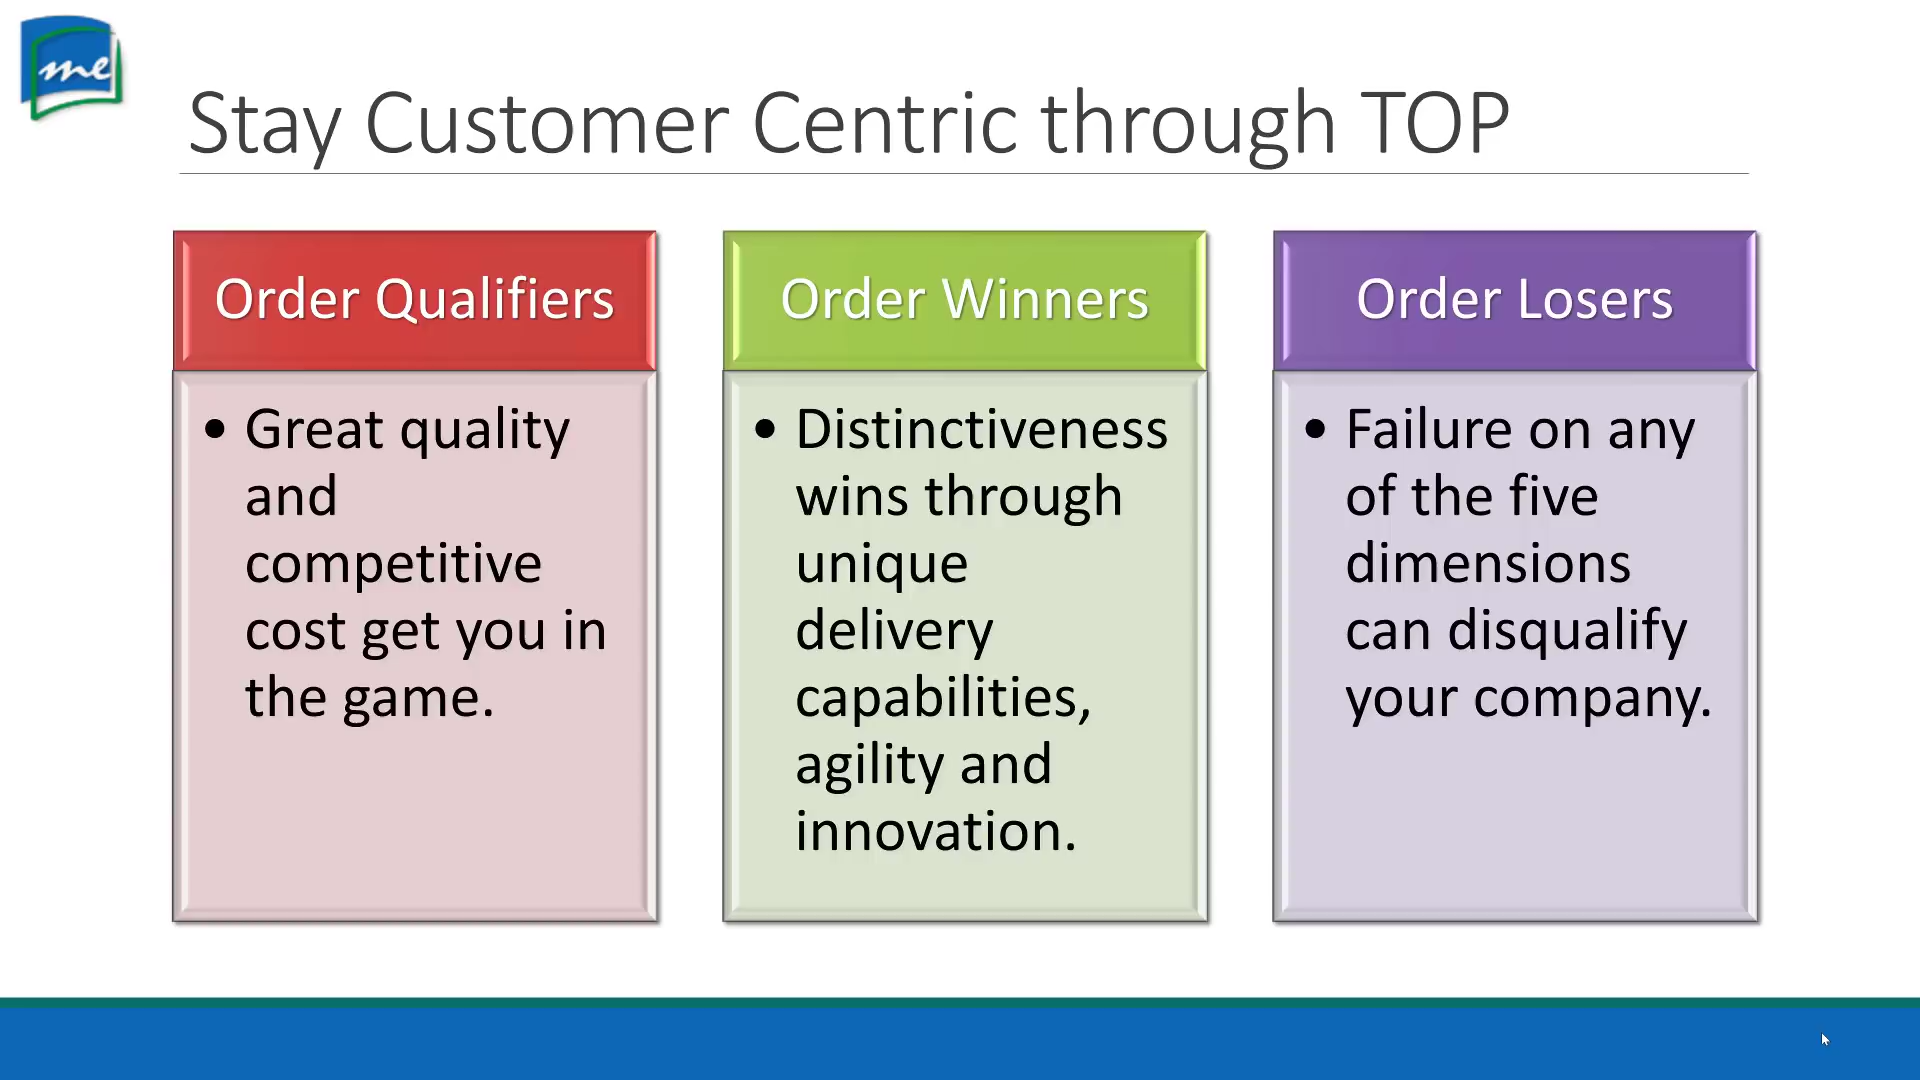 me
Stay Customer Centric through TOP
Order Qualifiers
• Great quality
and
competitive
cost get you in
the game.
Order Winners
• Distinctiveness
wins through
unique
delivery
capabilities,
agility and
innovation.
Order Losers
• Failure on any
of the five
dimensions
can disqualify
your company.